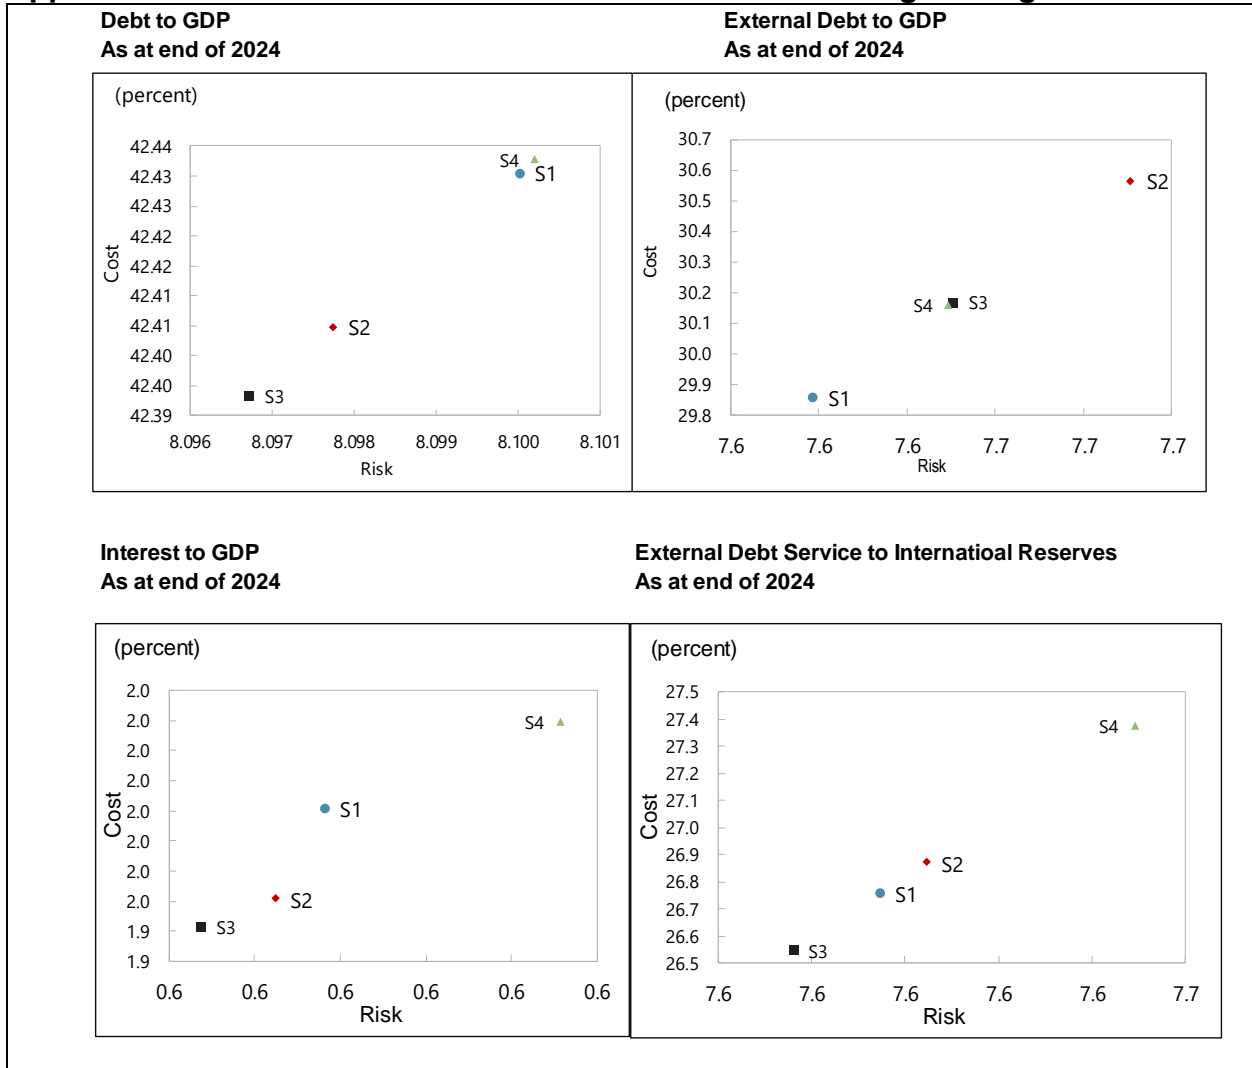 Debt to GDP
As at end of 2024
External Debt to GDP
As at end of 2024
(percent)
42.44
42.43
42.43
42.42
42.42
42.41
42.41
42.40
42.40
42.39
Cost
S4
S1
S2
S3
8.096 8.097 8.098 8.099 8.100 8.101
Risk
(percent)
30.7
30.6
30.5
30.4
30.3
30.2
30.1
30.0
29.9
29.8
Cost
S2
S4
S3
S1
7.6 7.6 7.6 7.7 7.7 7.7
Risk
Interest to GDP
As at end of 2024
External Debt Service to Internatioal Reserves
As at end of 2024
(percent)
2.0
2.0
2.0
2.0
2.0
2.0
2.0
2.0
1.9
1.9
Cost
S4
S1
S2
S3
0.6 0.6 0.6 0.6 0.6 0.6
Risk
(percent)
27.5
27.4
27.3
27.2
27.1
27.0
26.9
26.8
26.7
26.6
26.5
Cost
S4
S2
S1
S3
7.6 7.6 7.6 7.6 7.6 7.7
Risk